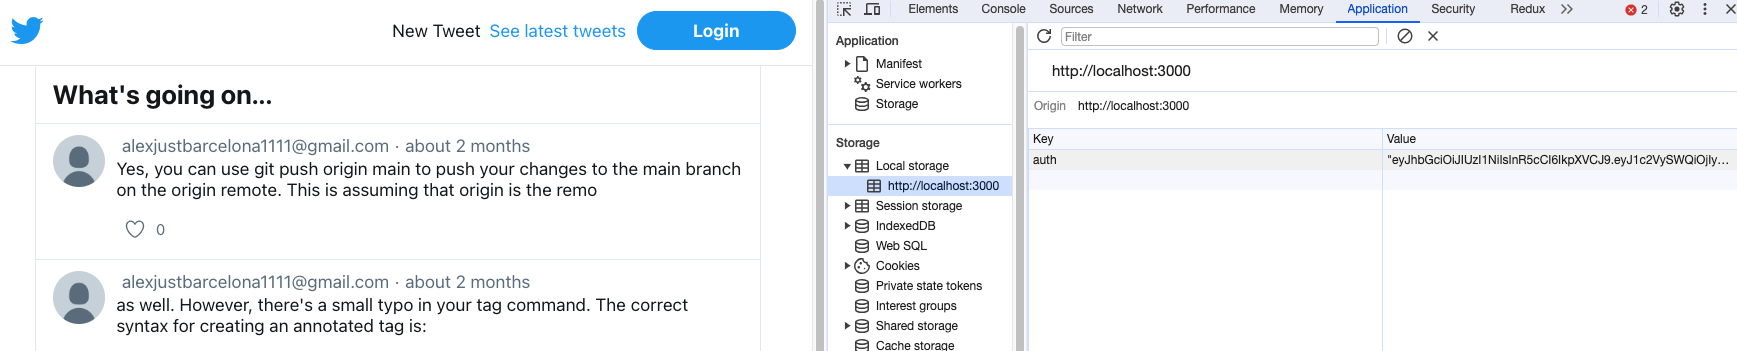 New Tweet See latest tweets Login
What's going on...
alexjustbarcelona1111@gmail.com · about 2 months
Yes, you can use git push origin main to push your changes to the main branch
on the origin remote. This is assuming that origin is the remo
0
alexjustbarcelona1111@gmail.com · about 2 months
as well. However, there's a small typo in your tag command. The correct
syntax for creating an annotated tag is:
Elements Console Sources Network Performance Memory Application Security Redux 2
Application
Manifest
Service workers
Storage
Storage
Local storage
http://localhost:3000
Session storage
IndexedDB
Web SQL
Cookies
Private state tokens
Interest groups
Shared storage
Cache storage
Filter
http://localhost:3000
Origin http://localhost:3000
Key Value
auth "eyJhbGciOiJIUzI1NiIsInR5cCI6IkpXVCJ9.eyJ1c2VySWQiOjIy...